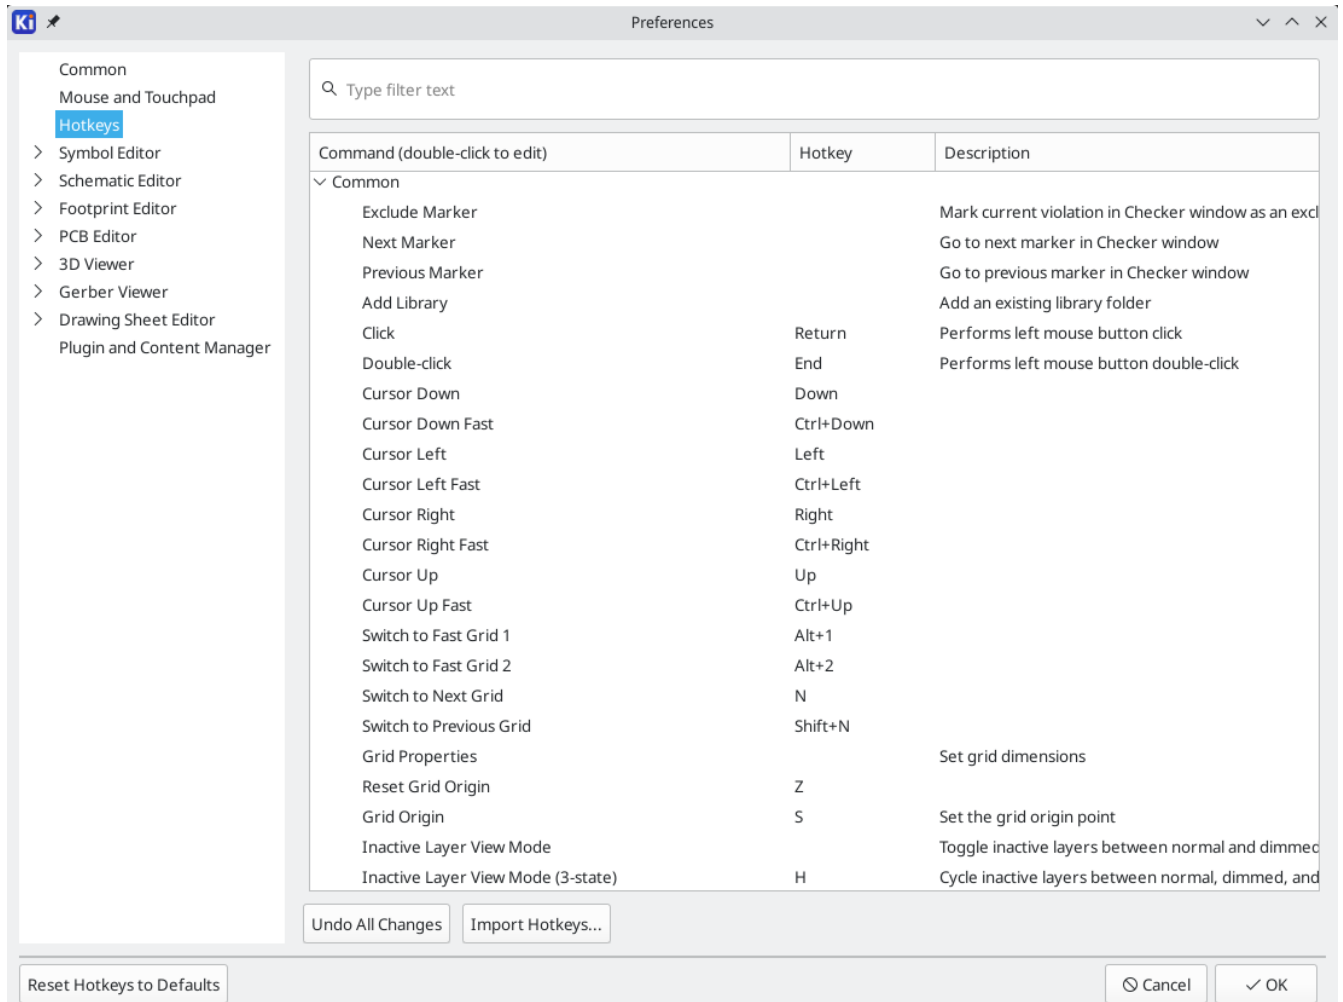 Ki Preferences
Common
Mouse and Touchpad
Hotkeys
Symbol Editor
Schematic Editor
Footprint Editor
PCB Editor
3D Viewer
Gerber Viewer
Drawing Sheet Editor
Plugin and Content Manager
Type filter text
Command (double-click to edit) Hotkey Description
Common
Exclude Marker Mark current violation in Checker window as an excl
Next Marker Go to next marker in Checker window
Previous Marker Go to previous marker in Checker window
Add Library Add an existing library folder
Click Return Performs left mouse button click
Double-click End Performs left mouse button double-click
Cursor Down Down
Cursor Down Fast Ctrl+Down
Cursor Left Left
Cursor Left Fast Ctrl+Left
Cursor Right Right
Cursor Right Fast Ctrl+Right
Cursor Up Up
Cursor Up Fast Ctrl+Up
Switch to Fast Grid 1 Alt+1
Switch to Fast Grid 2 Alt+2
Switch to Next Grid N
Switch to Previous Grid Shift+N
Grid Properties Set grid dimensions
Reset Grid Origin Z
Grid Origin S Set the grid origin point
Inactive Layer View Mode Toggle inactive layers between normal and dimmed
Inactive Layer View Mode (3-state) H Cycle inactive layers between normal, dimmed, and
Undo All Changes Import Hotkeys...
Reset Hotkeys to Defaults Cancel OK